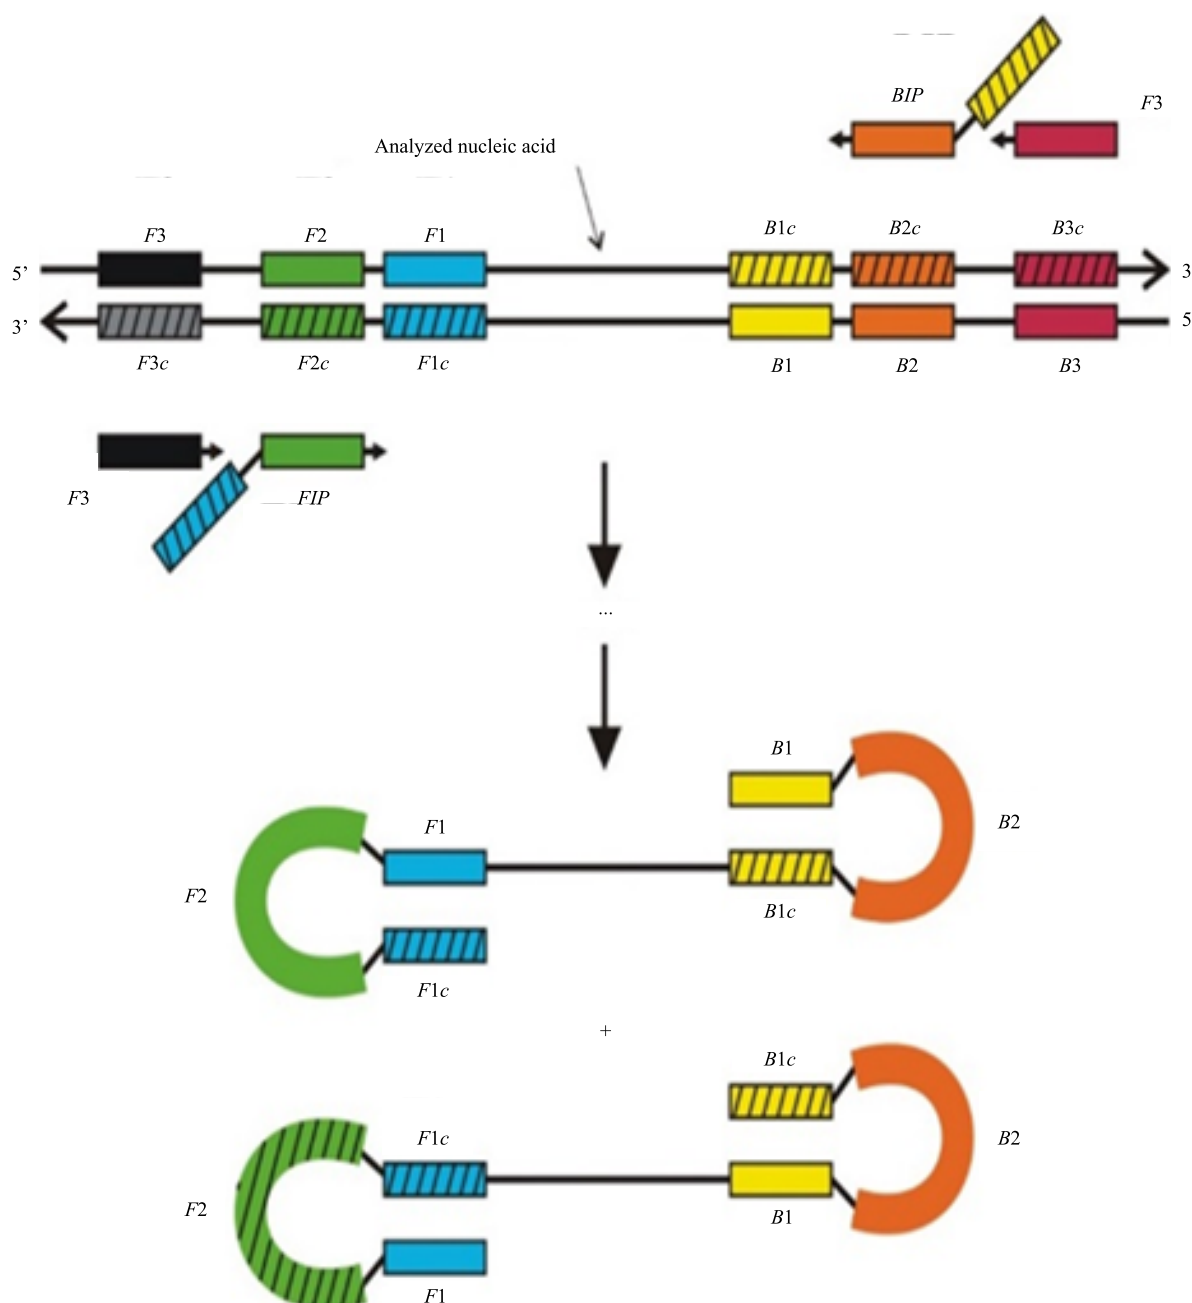 BIP
F3
Analyzed nucleic acid
F3 F2 F1 B1c B2c B3c
5’ 3
3’ 5
F3c F2c F1c B1 B2 B3
F3 FIP
...
B1
F1 B2
F2
B1c
F1c
+
B1c
F1c B2
F2
B1
F1